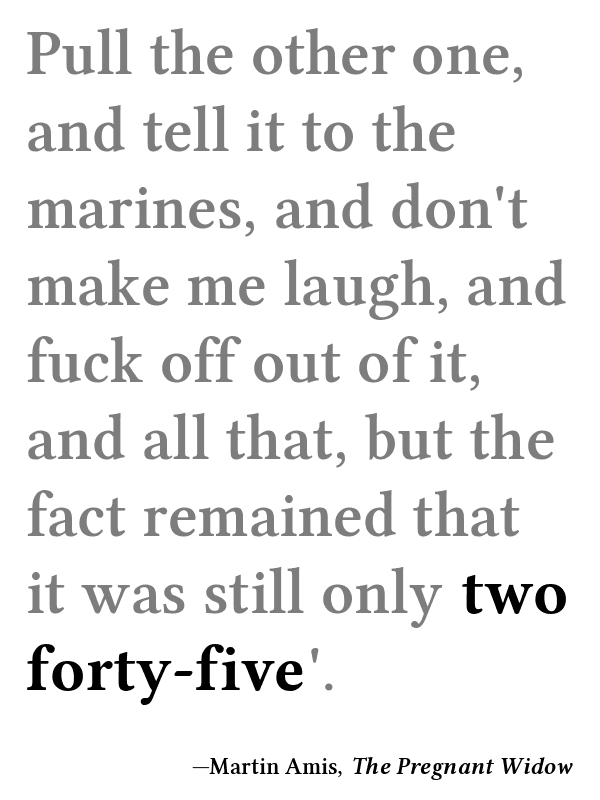 Pull the other one,
and tell it to the
marines, and don't
make me laugh, and
fuck off out of it,
and all that, but the
fact remained that
it was still only two
forty-five'.
—Martin Amis, The Pregnant Widow